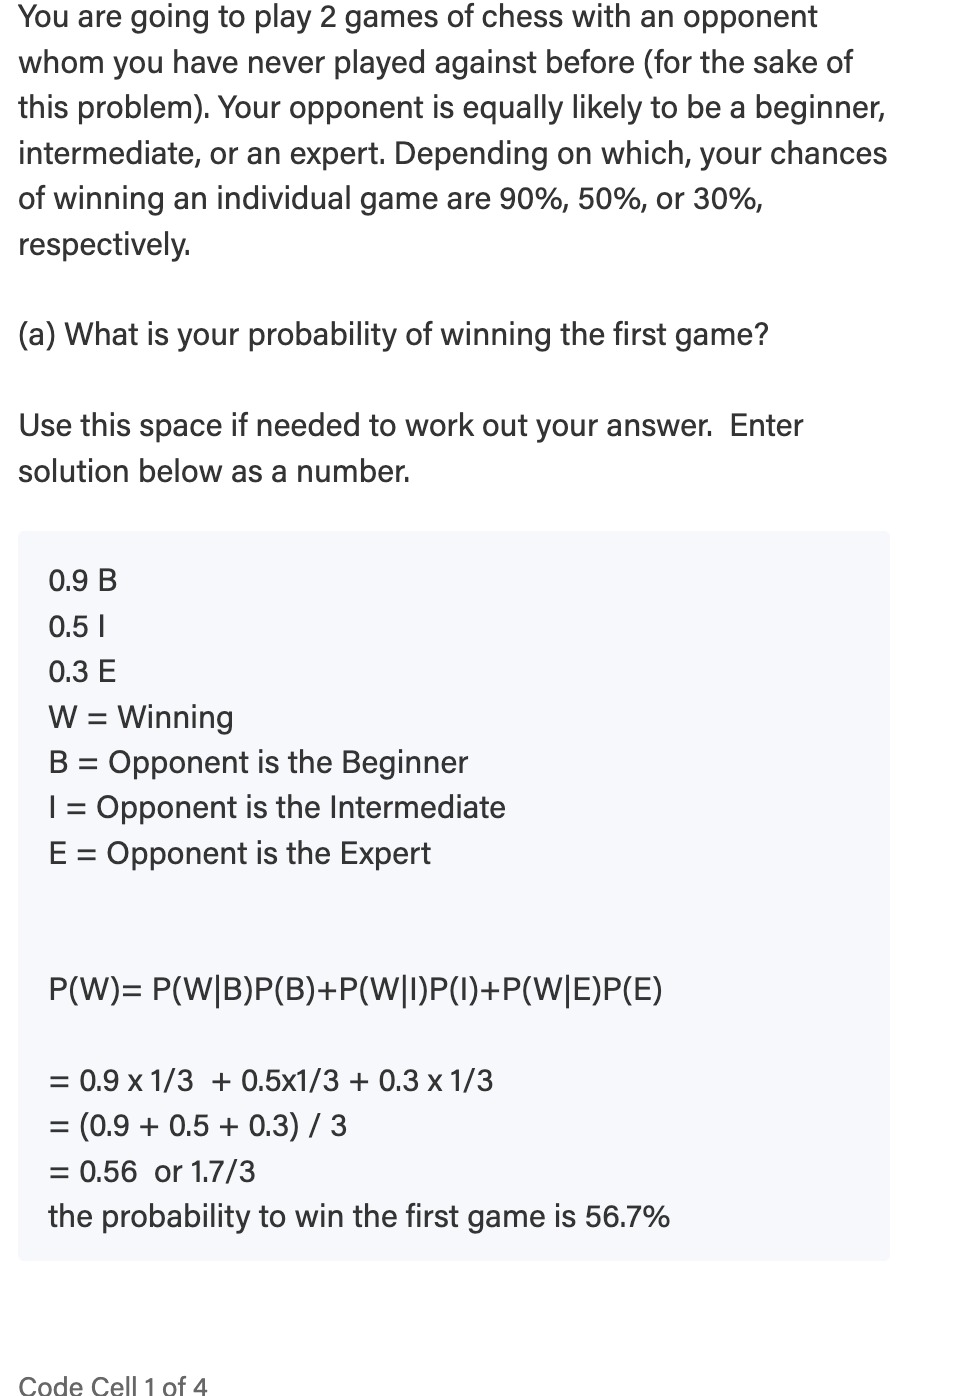 You are going to play 2 games of chess with an opponent
whom you have never played against before (for the sake of
this problem). Your opponent is equally likely to be a beginner,
intermediate, or an expert. Depending on which, your chances
of winning an individual game are 90%, 50%, or 30%,
respectively.
(a) What is your probability of winning the first game?
Use this space if needed to work out your answer.  Enter
solution below as a number.
0.9 B
0.5 I
0.3 E
W = Winning
B = Opponent is the Beginner
I = Opponent is the Intermediate
E = Opponent is the Expert
P(W)= P(W|B)P(B)+P(W|I)P(I)+P(W|E)P(E)
= 0.9 x 1/3  + 0.5x1/3 + 0.3 x 1/3
= (0.9 + 0.5 + 0.3) / 3
= 0.56  or 1.7/3
the probability to win the first game is 56.7%
Code Cell 1 of 4